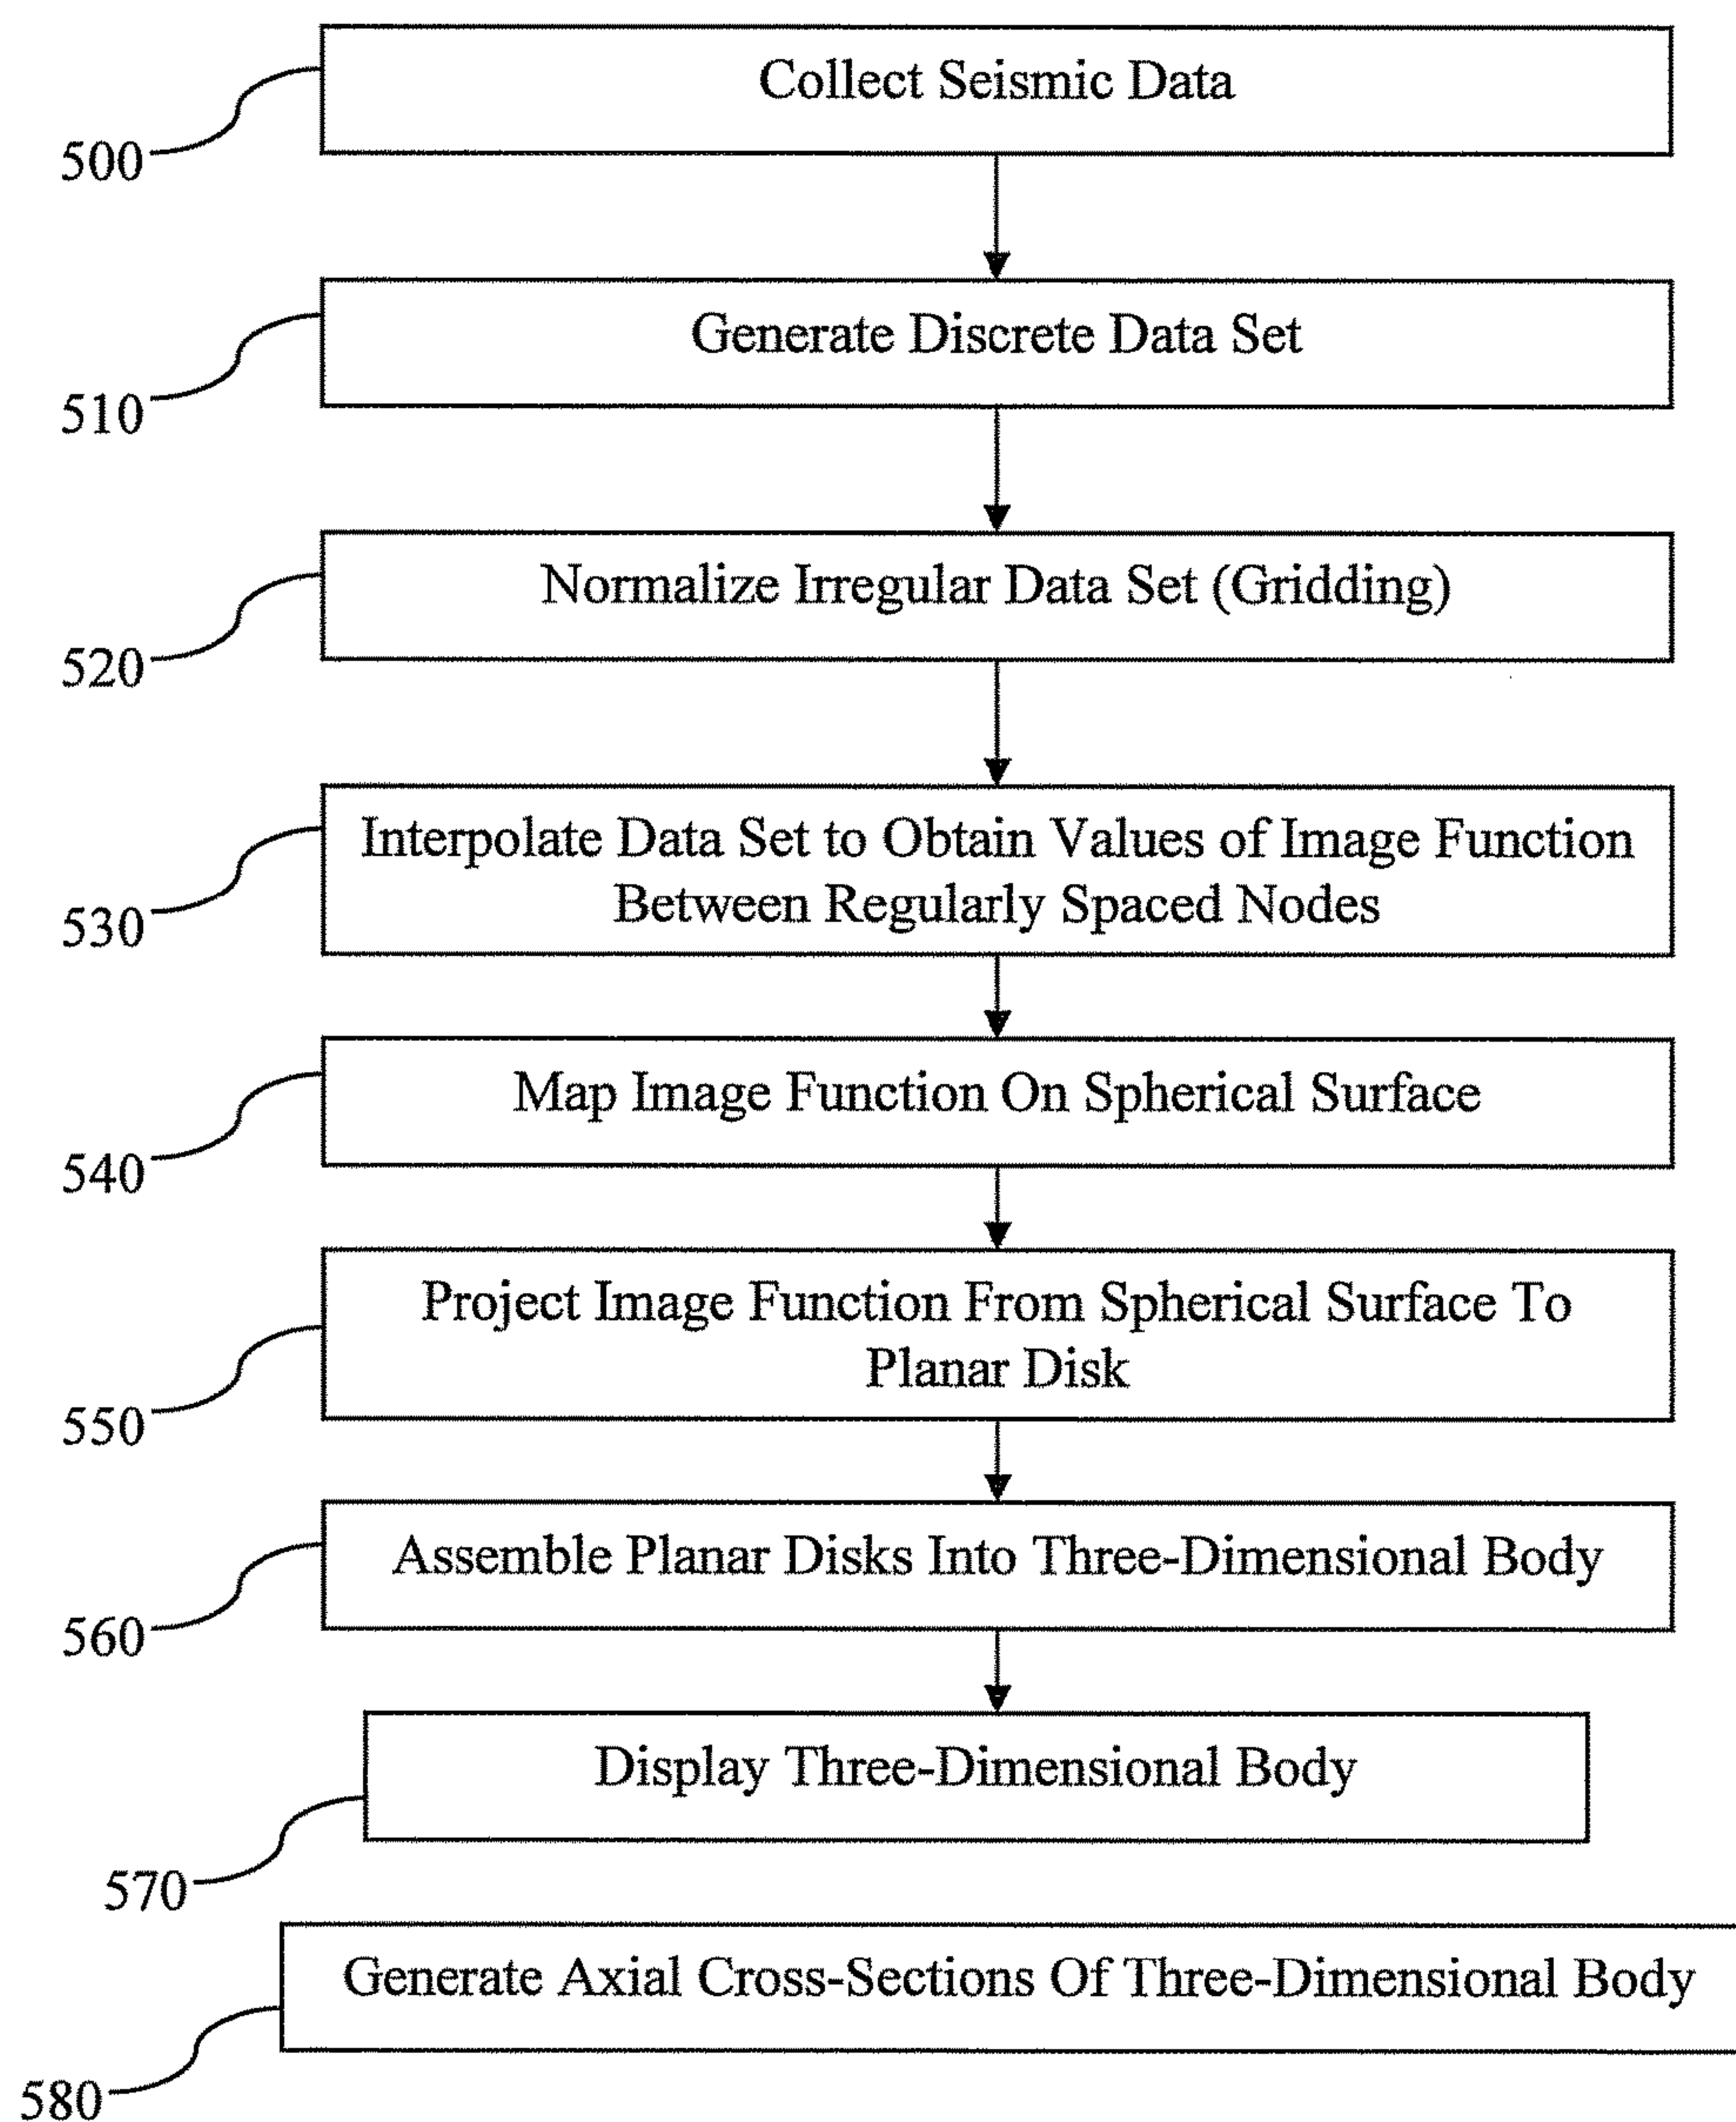 Collect Seismic Data
500
Generate Discrete Data Set
510
Normalize Irregular Data Set (Gridding)
520
Interpolate Data Set to Obtain Values of Image Function
Between Regularly Spaced Nodes
530
Map Image Function On Spherical Surface
540
Project Image Function From Spherical Surface To
Planar Disk
550
Assemble Planar Disks Into Three-Dimensional Body
560
Display Three-Dimensional Body
570
Generate Axial Cross-Sections Of Three-Dimensional Body
580